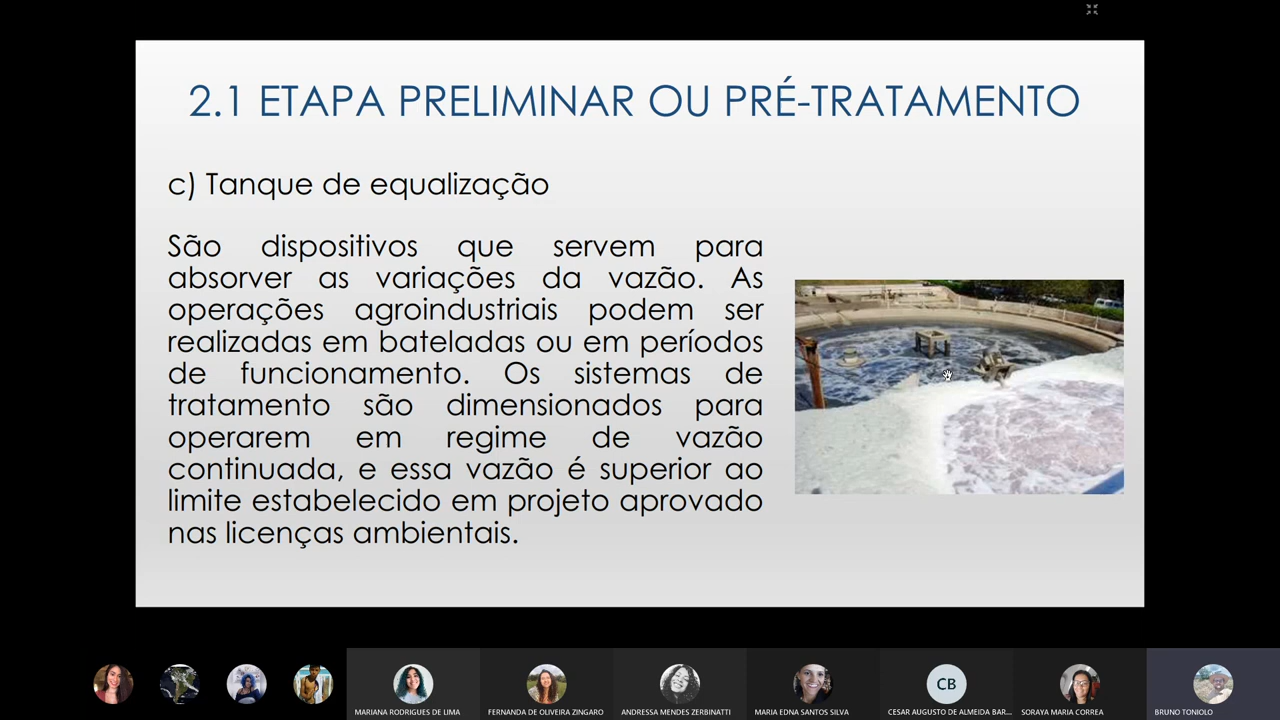 2.1 ETAPA PRELIMINAR OU PRÉ-TRATAMENTO
c) Tanque de equalização
São dispositivos que servem para
absorver as variações da vazão. As
operações agroindustriais podem ser
realizadas em bateladas ou em períodos
de funcionamento. Os sistemas de
tratamento são dimensionados para
operarem em regime de vazão
continuada, e essa vazão é superior ao
limite estabelecido em projeto aprovado
nas licenças ambientais.
CB
MARIANA RODRIGUES DE LIMA
FERNANDA DE OLIVEIRA ZINGARO
ANDRESSA MENDES ZERBINATTI
MARIA EDNA SANTOS SILVA
CESAR AUGUSTO DE ALMEIDA BAR...
SORAYA MARIA CORREA
BRUNO TONIOLO